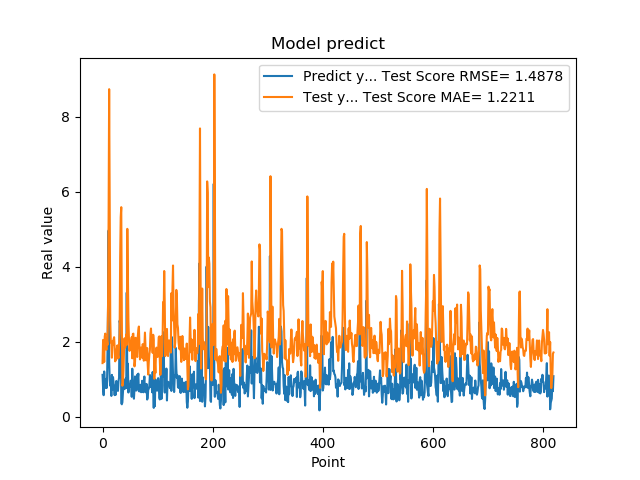 Model predict
Predict y... Test Score RMSE= 1.4878
Test y... Test Score MAE= 1.2211
8
6
4
2
0
Real value
0 200 400 600 800
Point